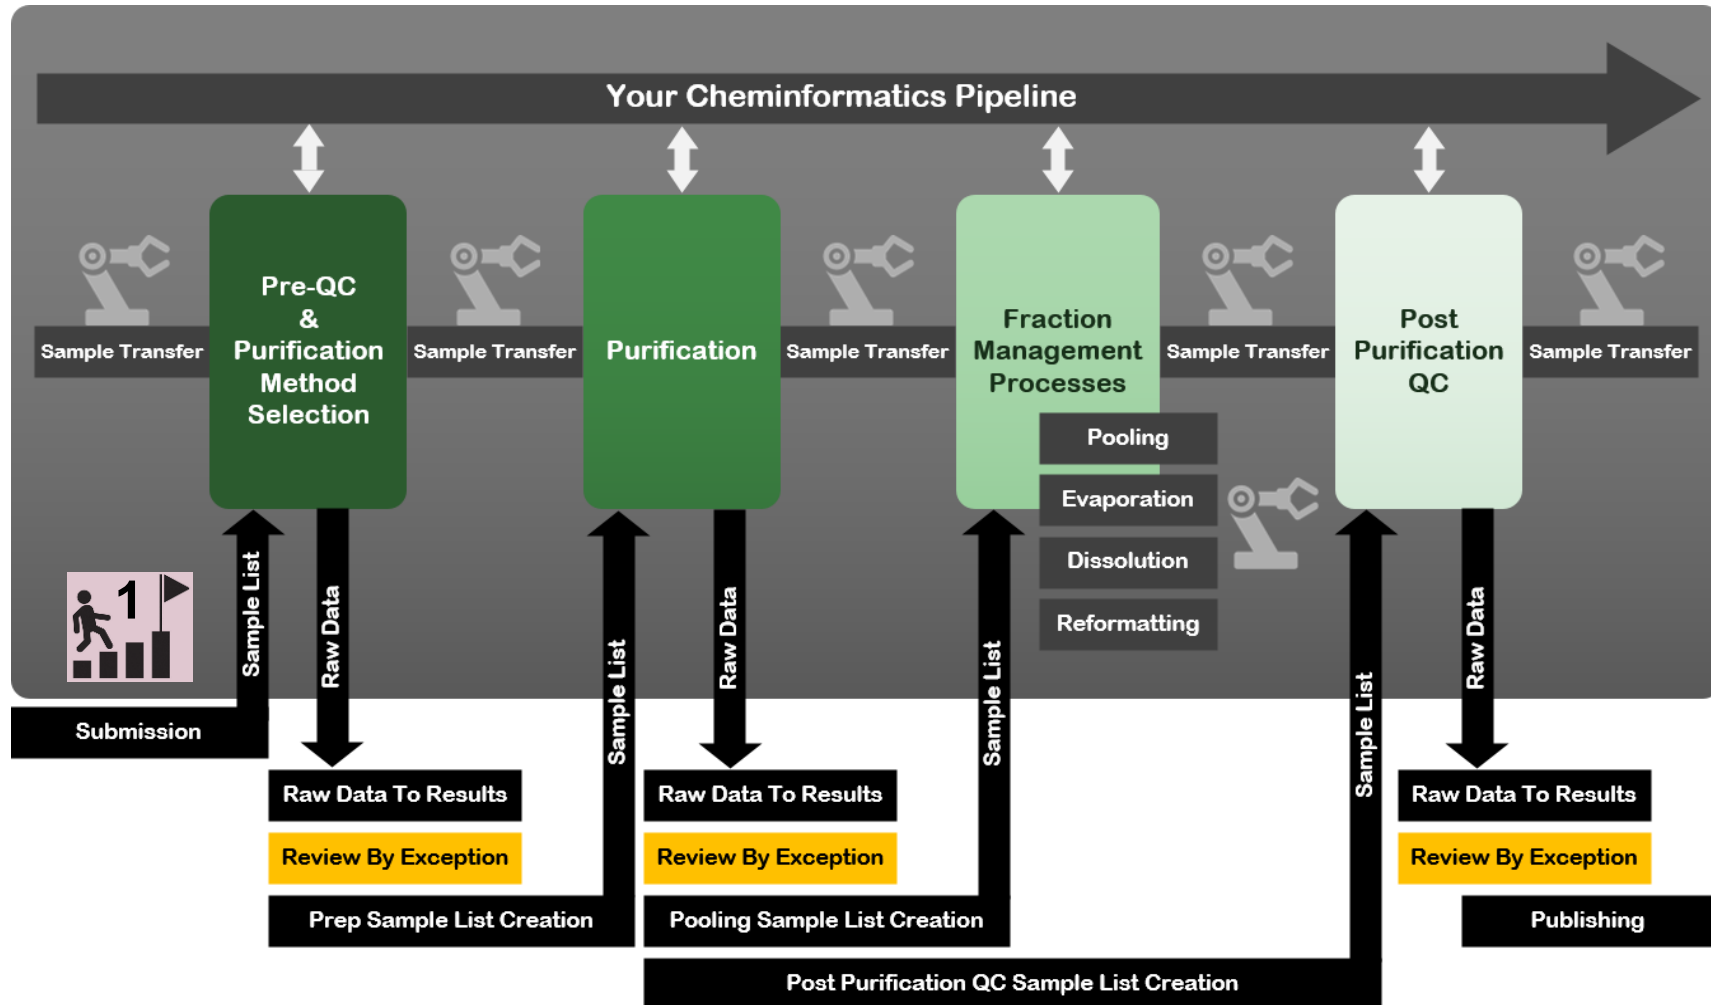 Your Cheminformatics Pipeline
Sample Transfer
Pre-QC
&
Purification
Method
Selection
Sample Transfer
Purification
Sample Transfer
Fraction
Management
Processes
Sample Transfer
Post
Purification
QC
Sample Transfer
Pooling
Evaporation
Dissolution
Reformatting
1
Sample List
Raw Data
Sample List
Raw Data
Sample List
Sample List
Raw Data
Submission
Raw Data To Results
Raw Data To Results
Raw Data To Results
Review By Exception
Review By Exception
Review By Exception
Prep Sample List Creation
Pooling Sample List Creation
Publishing
Post Purification QC Sample List Creation